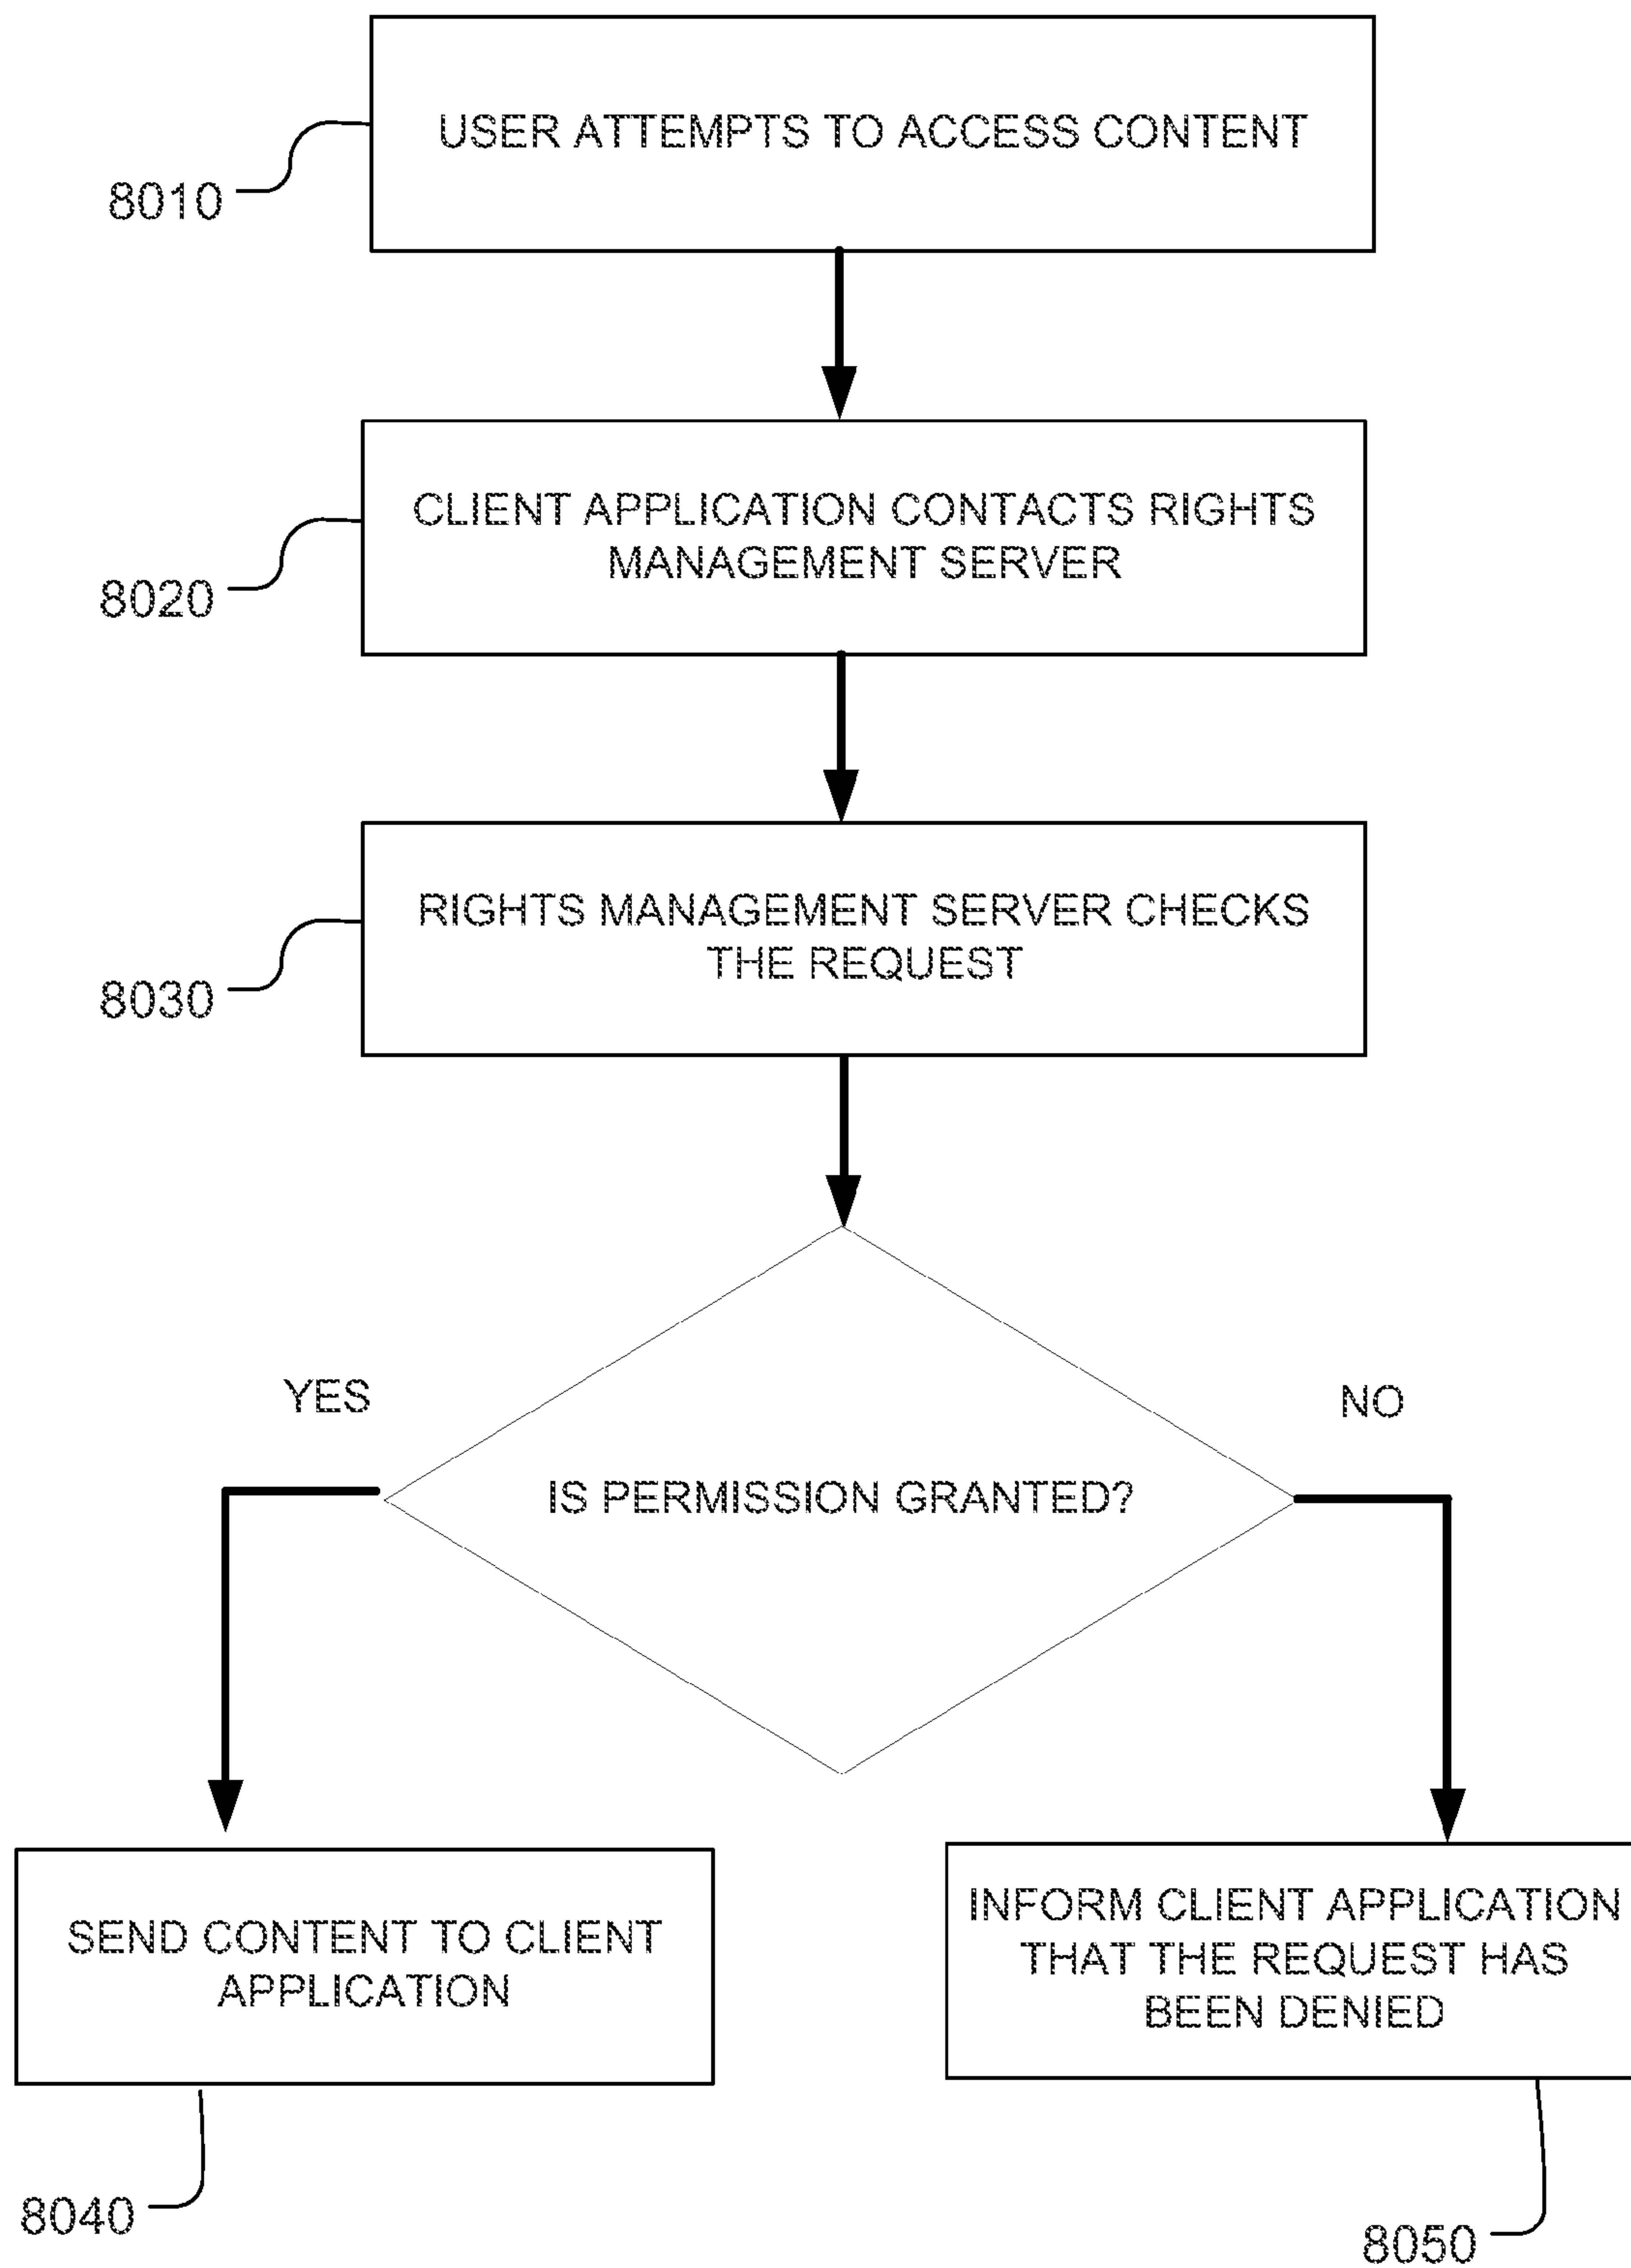 USER ATTEMPTS TO ACCESS CONTENT
8010
CLIENT APPLICATION CONTACTS RIGHTS
MANAGEMENT SERVER
8020
RIGHTS MANAGEMENT SERVER CHECKS
THE REQUEST
8030
YES
NO
IS PERMISSION GRANTED?
SEND CONTENT TO CLIENT
APPLICATION
INFORM CLIENT APPLICATION
THAT THE REQUEST HAS
BEEN DENIED
8040
8050